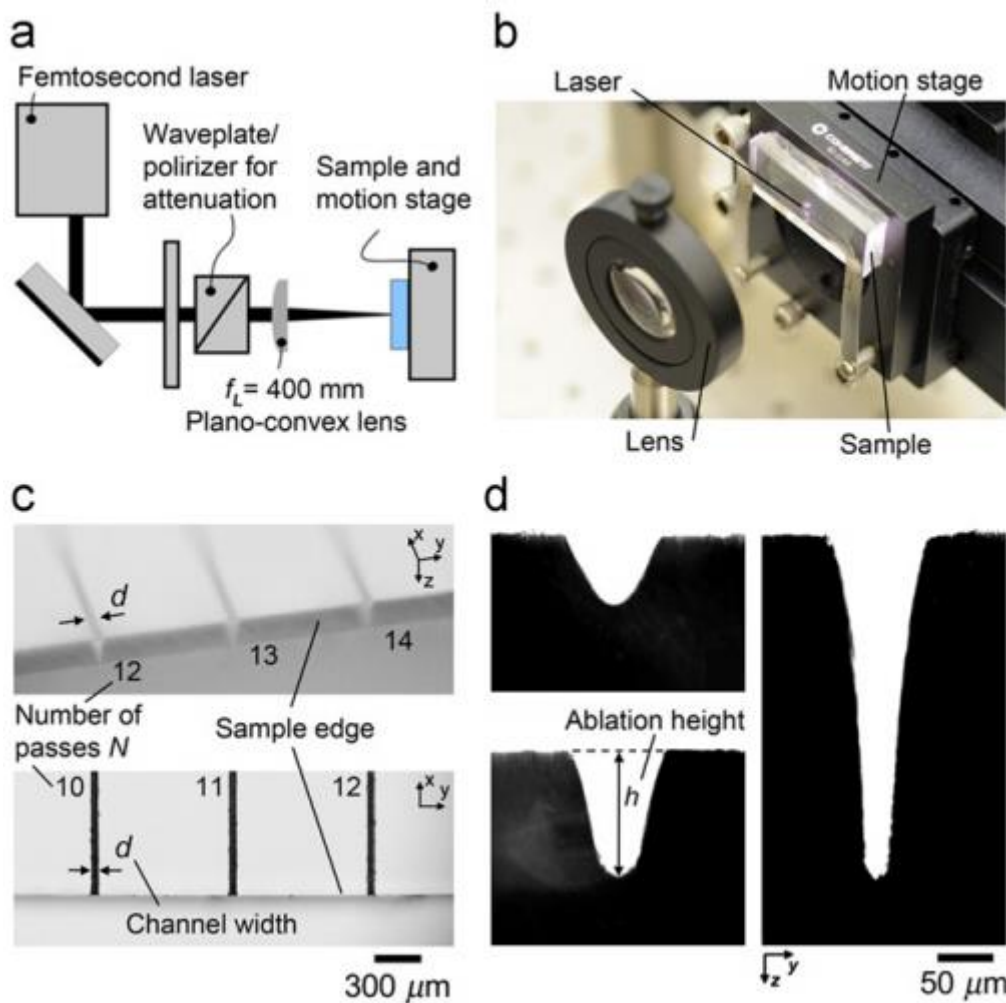 a
Femtosecond laser
Waveplate/
polirizer for
attenuation
Sample and
motion stage
f_L= 400 mm
Plano-convex lens
b
Laser
Motion stage
COHERENT
Lens
Sample
c
x
y
z
d
12
13
14
Number of
passes N
Sample edge
10
11
12
x
y
d
Channel width
300 μm
d
Ablation height
h
y
z
50 μm